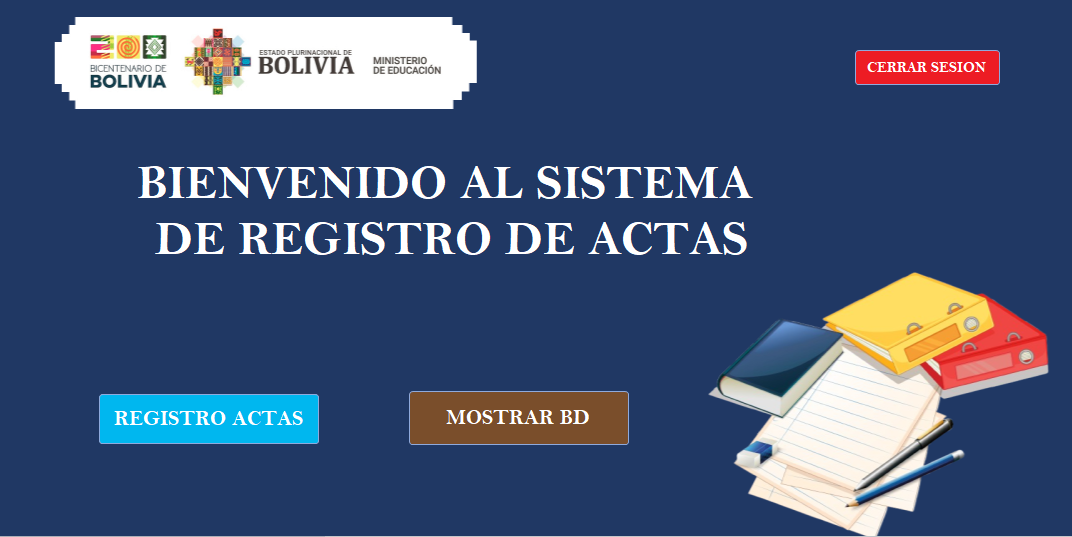 BICENTENARIO DE
BOLIVIA
ESTADO PLURINACIONAL DE
BOLIVIA
MINISTERIO
DE EDUCACIÓN
CERRAR SESION
BIENVENIDO AL SISTEMA
DE REGISTRO DE ACTAS
REGISTRO ACTAS
MOSTRAR BD